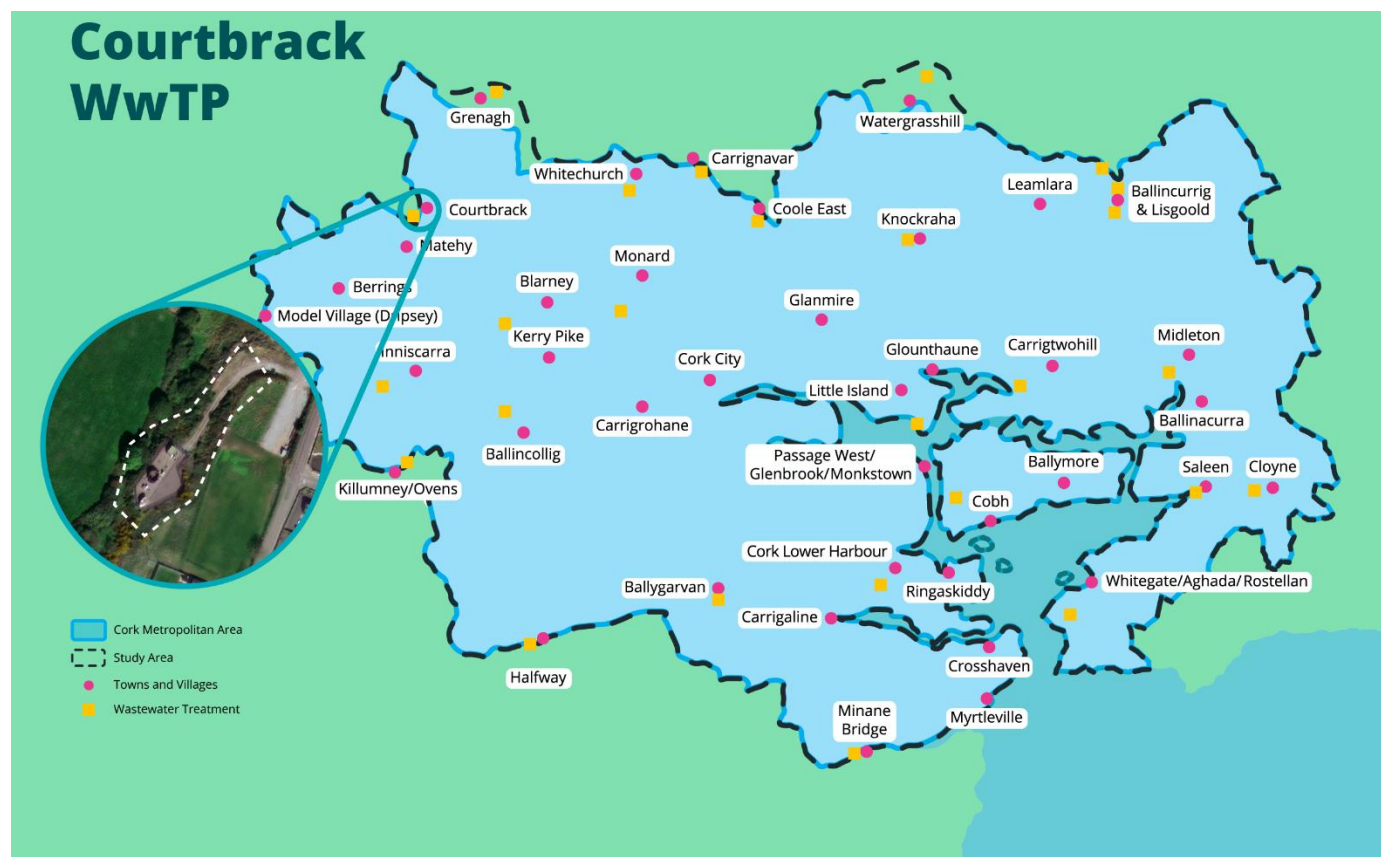 Courtbrack
WwTP
Grenagh
Watergrasshill
Carrignavar
Whitechurch
Leamlara
Ballincurrig
& Lisgoold
Courtbrack
Coole East
Knockraha
Matehy
Monard
Blarney
Berrings
Glanmire
Model Village (Dripsey)
Kerry Pike
Midleton
Inniscarra
Cork City
Glounthaune
Carrigtwohill
Little Island
Carrigrohane
Ballinacurra
Ballincollig
Passage West/
Glenbrook/Monkstown
Ballymore
Saleen
Cloyne
Killumney/Ovens
Cobh
Cork Lower Harbour
Ballygarvan
Ringaskiddy
Whitegate/Aghada/Rostellan
Carrigaline
Cork Metropolitan Area
Study Area
Crosshaven
Halfway
Towns and Villages
Wastewater Treatment
Minane
Bridge
Myrtleville